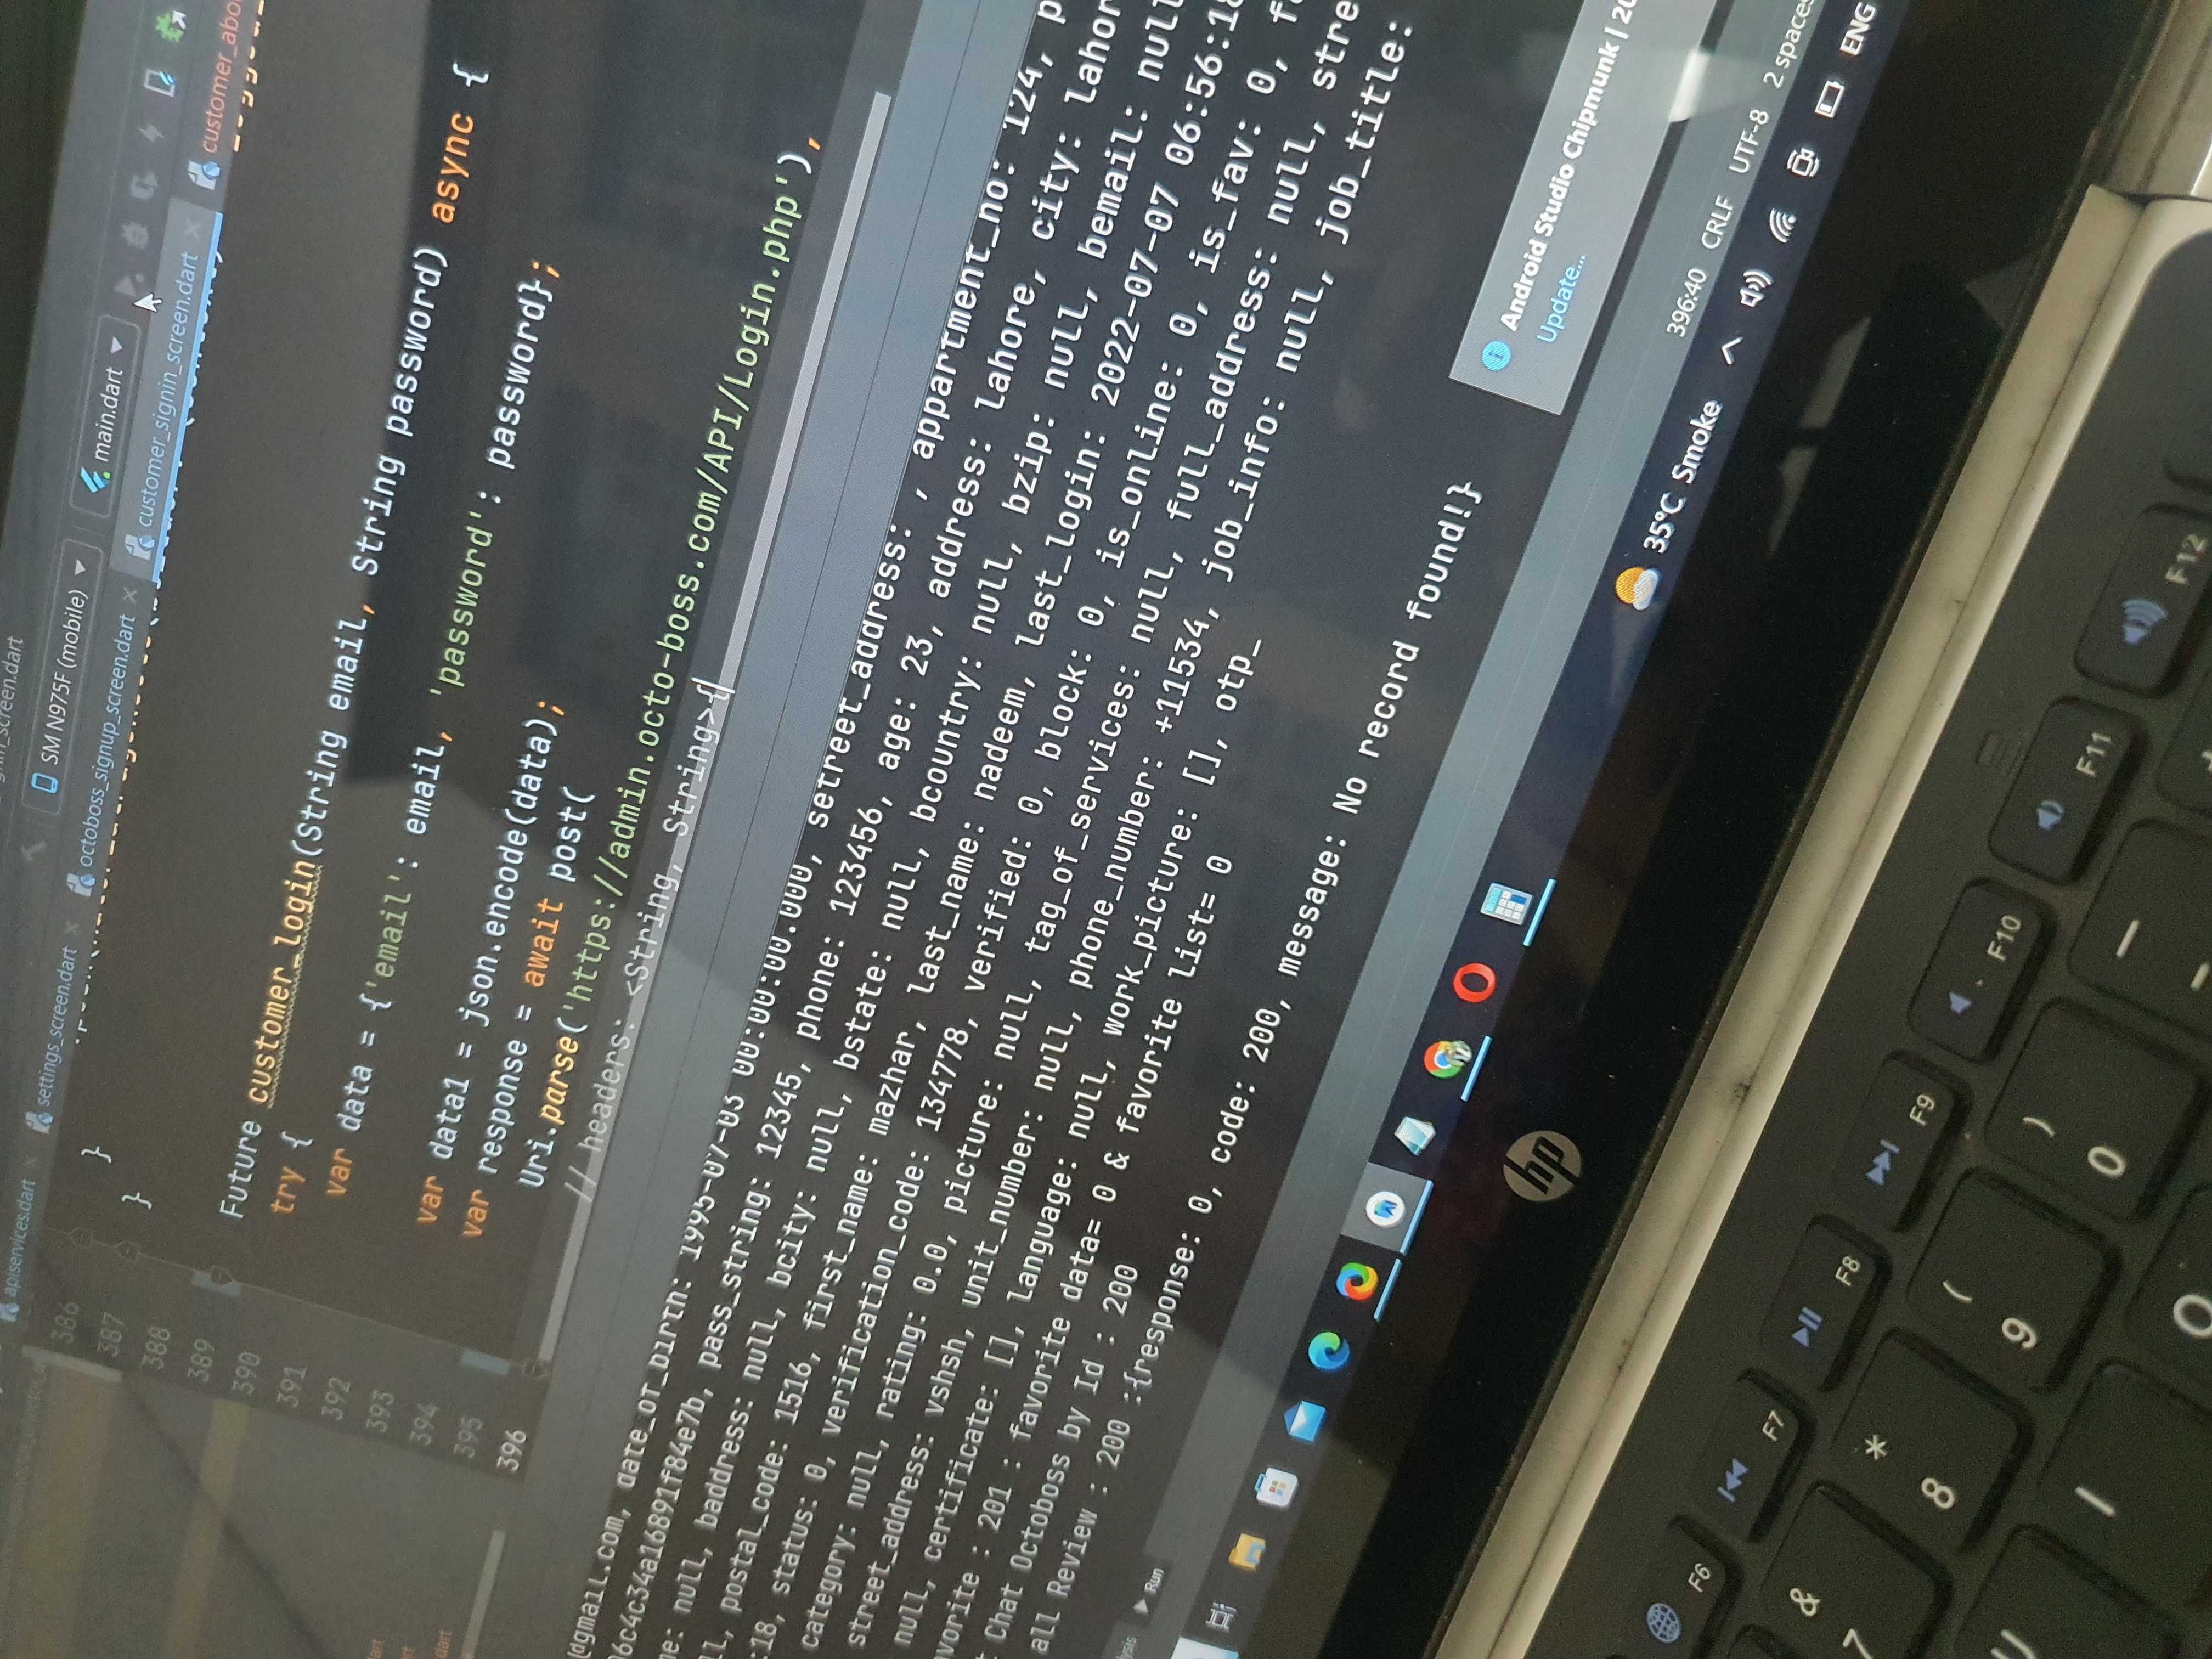 _screen.dart
apiservices.dart
settings_screen.dart
SM N975F (mobile)
main.dart
octoboss_signup_screen.dart
customer_signin_screen.dart
customer_abo
386
387 }
388 }
389
390 Future customer_login(String email, String password) async {
391 try {
392 var data = {'email': email, 'password': password};
393
394 var data1 = json.encode(data);
395 var response = await post(
396 Uri.parse('https://admin.octo-boss.com/API/Login.php'),
// headers: <String, String>{
@gmail.com, date_of_birth: 1995-07-03 00:00:00.000, setreet_address: , appartment_no: 124, p
06c4c34a16891f84e7b, pass_string: 12345, phone: 123456, age: 23, address: lahore, city: lahor
me: null, baddress: null, bcity: null, bstate: null, bcountry: null, bzip: null, bemail: null
ll, postal_code: 1516, first_name: mazhar, last_name: nadeem, last_login: 2022-07-07 06:56:18
:18, status: 0, verification_code: 134778, verified: 0, block: 0, is_online: 0, is_fav: 0, f
category: null, rating: 0.0, picture: null, tag_of_services: null, full_address: null, stre
street_address: vshsh, unit_number: null, phone_number: +11534, job_info: null, job_title:
null, certificate: [], language: null, work_picture: [], otp_
avorite : 201 : favorite data= 0 & favorite list= 0
t Chat Octoboss by Id : 200
all Review : 200 :{response: 0, code: 200, message: No record found!}
Run
Android Studio Chipmunk | 20
Update...
396:40 CRLF UTF-8 2 spaces
35°C Smoke
ENG
hp
F6
F7
F8
F9
F10
F11
F12
&
7
*
8
(
9
)
0
U
I
O